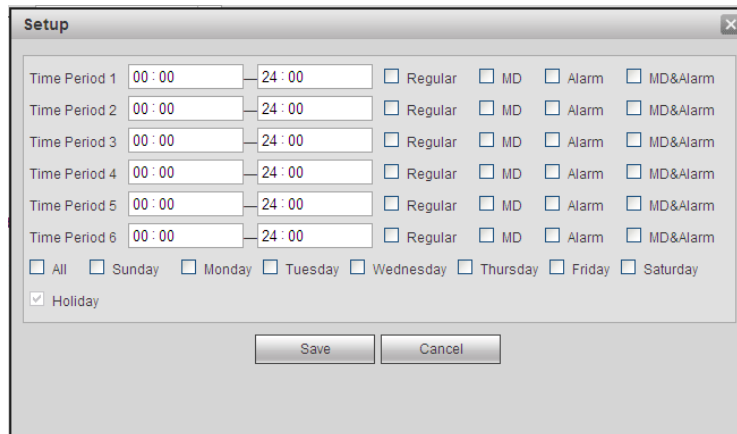 Setup
Time Period 1 00:00 — 24:00 Regular MD Alarm MD&Alarm
Time Period 2 00:00 — 24:00 Regular MD Alarm MD&Alarm
Time Period 3 00:00 — 24:00 Regular MD Alarm MD&Alarm
Time Period 4 00:00 — 24:00 Regular MD Alarm MD&Alarm
Time Period 5 00:00 — 24:00 Regular MD Alarm MD&Alarm
Time Period 6 00:00 — 24:00 Regular MD Alarm MD&Alarm
All Sunday Monday Tuesday Wednesday Thursday Friday Saturday
Holiday
Save Cancel